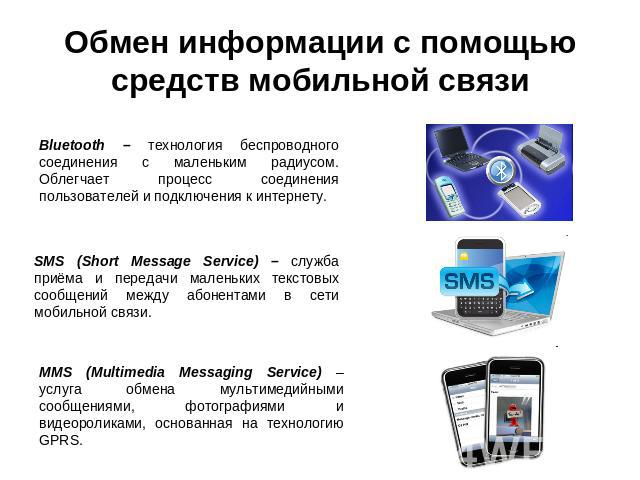 Обмен информации с помощью
средств мобильной связи
Bluetooth – технология беспроводного
соединения с маленьким радиусом.
Облегчает процесс соединения
пользователей и подключения к интернету.
SMS (Short Message Service) – служба
приёма и передачи маленьких текстовых
сообщений между абонентами в сети
мобильной связи.
SMS
MMS (Multimedia Messaging Service) –
услуга обмена мультимедийными
сообщениями, фотографиями и
видеороликами, основанная на технологию
GPRS.